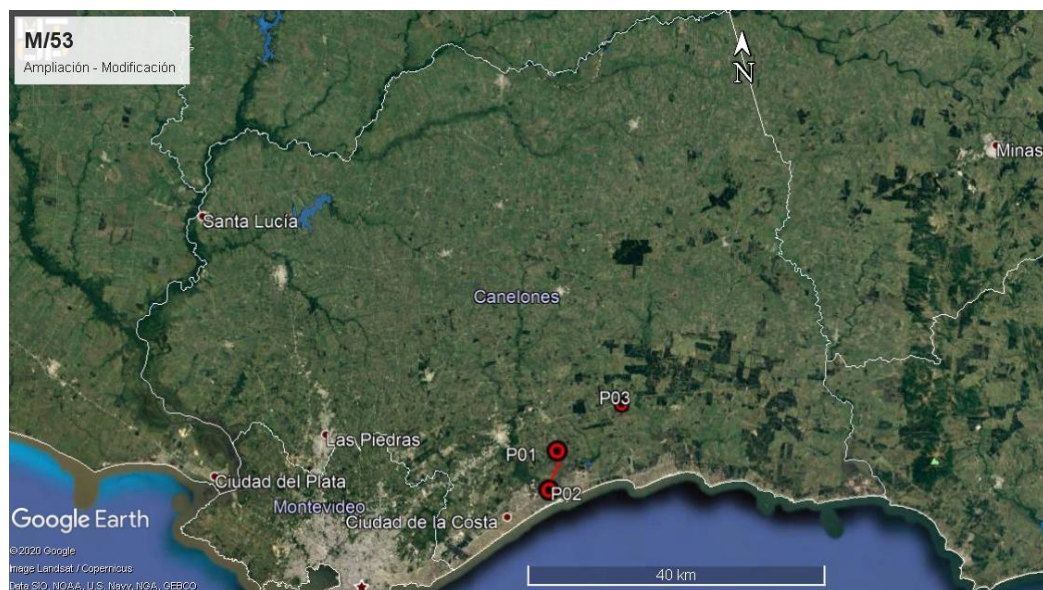 M/53
Ampliación - Modificación
N
Minas
Santa Lucía
Canelones
P03
Las Piedras
P01
Ciudad del Plata
P02
Montevideo
Ciudad de la Costa
Google Earth
©2020 Google
Image Landsat / Copernicus
Data SIO, NOAA, U.S. Navy, NGA, GEBCO
40 km